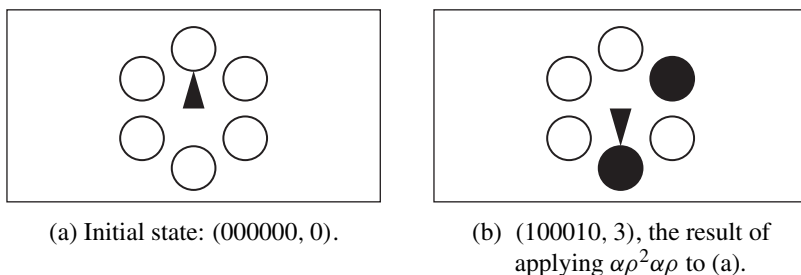 (a) Initial state: (000000, 0).
(b) (100010, 3), the result of
applying αρ²αρ to (a).